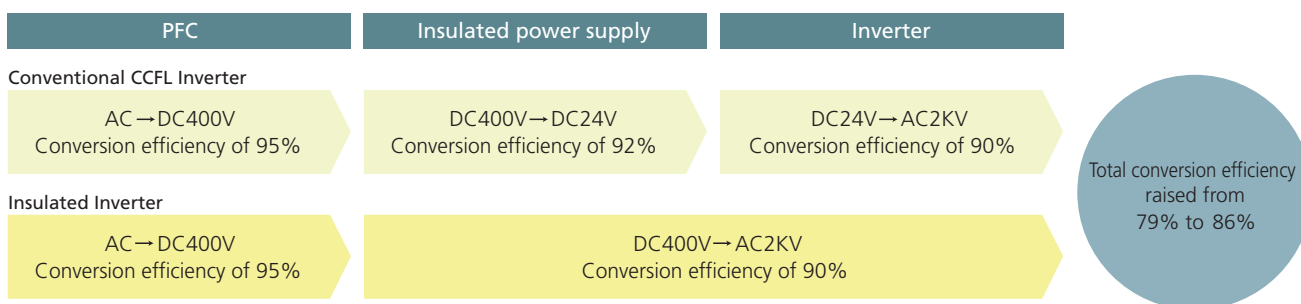 PFC
Insulated power supply
Inverter
Conventional CCFL Inverter
AC→DC400V
Conversion efficiency of 95%
DC400V→DC24V
Conversion efficiency of 92%
DC24V→AC2KV
Conversion efficiency of 90%
Insulated Inverter
AC→DC400V
Conversion efficiency of 95%
DC400V→AC2KV
Conversion efficiency of 90%
Total conversion efficiency
raised from
79% to 86%